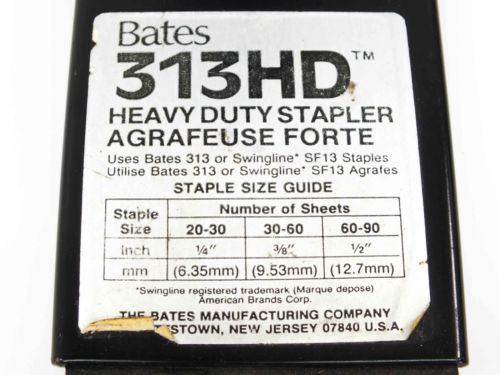 Bates
313HD™
HEAVY DUTY STAPLER
AGRAFEUSE FORTE
Uses Bates 313 or Swingline* SF13 Staples
Utilise Bates 313 or Swingline* SF13 Agrafes
STAPLE SIZE GUIDE
Staple Size Number of Sheets
20-30 30-60 60-90
inch ¼" ⅜" ½"
mm (6.35mm) (9.53mm) (12.7mm)
*Swingline registered trademark (Marque depose)
American Brands Corp.
THE BATES MANUFACTURING COMPANY
STOWN, NEW JERSEY 07840 U.S.A.